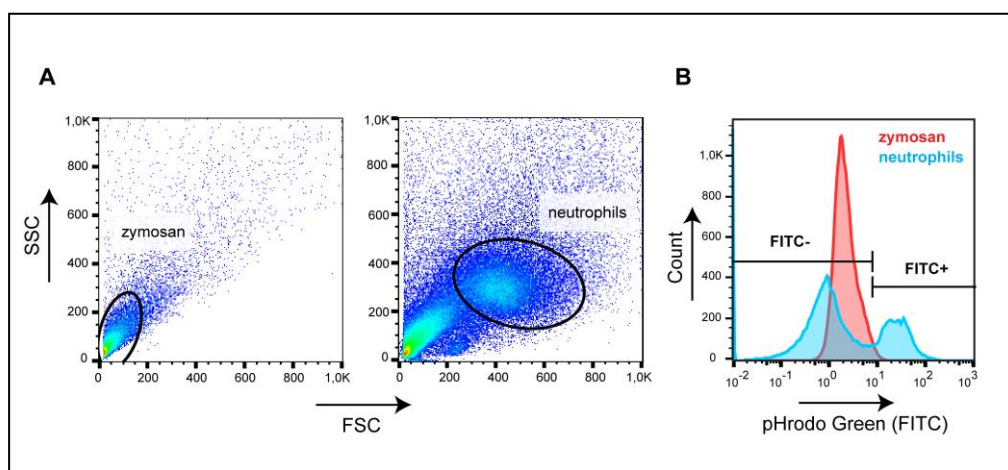 A
B
1,0K
800
600
400
200
0
SSC
zymosan
0
200
400
600
800
1,0K
1,0K
800
600
400
200
0
neutrophils
0
200
400
600
800
1,0K
FSC
zymosan
neutrophils
1,0K
800
600
400
200
0
Count
FITC-
FITC+
10-2
10-1
100
101
102
103
pHrodo Green (FITC)